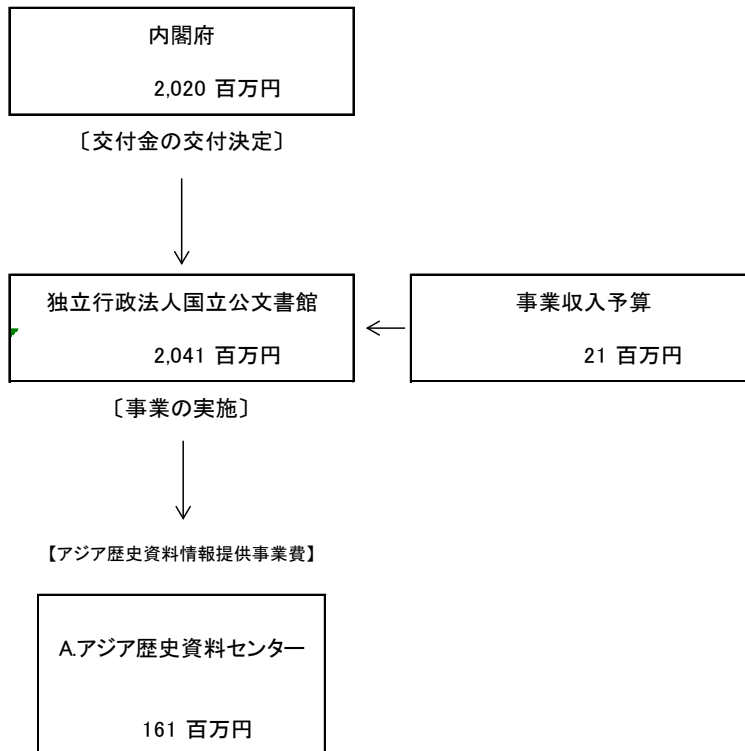 内閣府
2,020 百万円
〔交付金の交付決定〕
独立行政法人国立公文書館
2,041 百万円
事業収入予算
21 百万円
〔事業の実施〕
【アジア歴史資料情報提供事業費】
A.アジア歴史資料センター
161 百万円